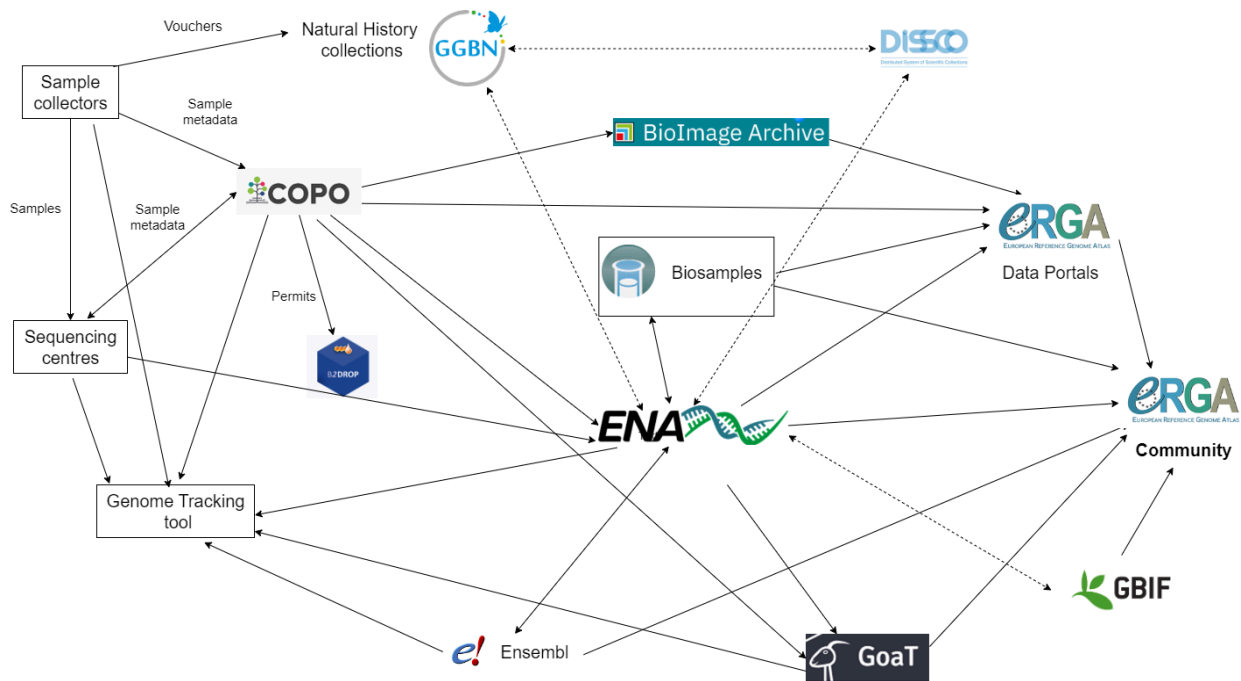 Vouchers
Natural History
collections
GGBN
DISSCO
Distributed System of Scientific Collections
Sample
collectors
Sample
metadata
BioImage Archive
COPO
Samples
Sample
metadata
eRGA
EUROPEAN REFERENCE GENOME ATLAS
Data Portals
Biosamples
Permits
Sequencing
centres
B2DROP
ENA
eRGA
EUROPEAN REFERENCE GENOME ATLAS
Community
Genome Tracking
tool
GBIF
e!
Ensembl
GoaT